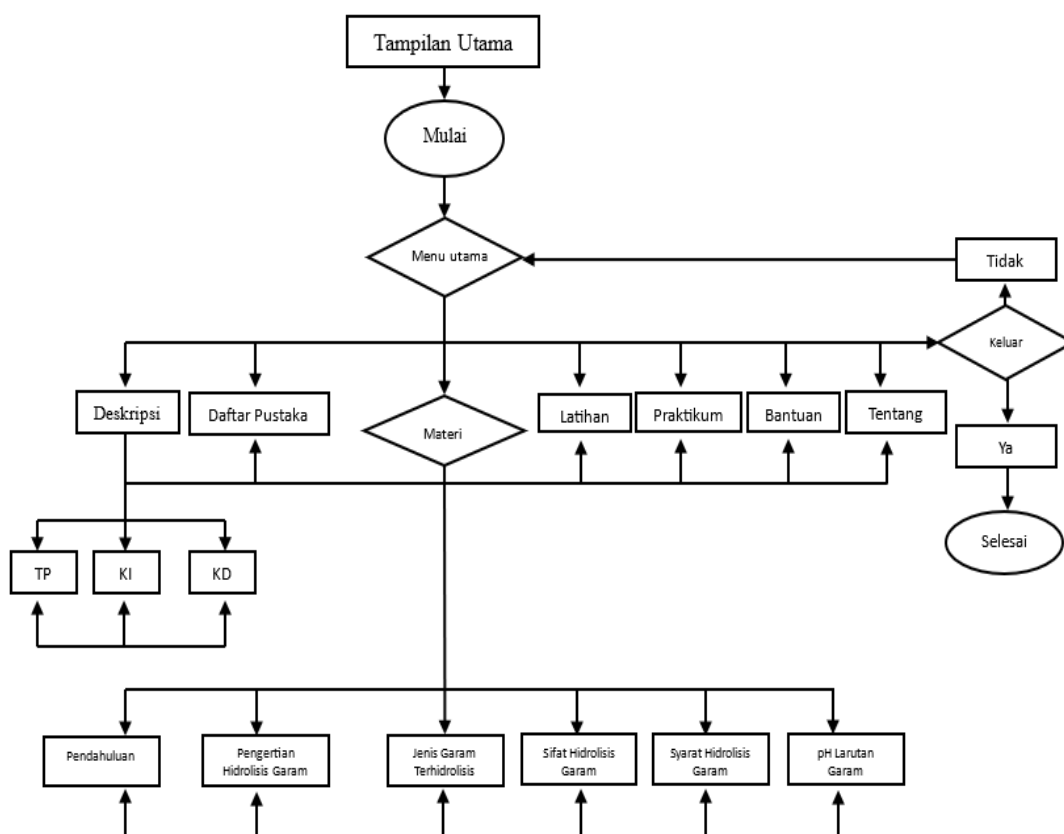 Tampilan Utama
Mulai
Menu utama
Tidak
Keluar
Deskripsi
Daftar Pustaka
Materi
Latihan
Praktikum
Bantuan
Tentang
Ya
Selesai
TP
KI
KD
Pendahuluan
Pengertian
Hidrolisis Garam
Jenis Garam
Terhidrolisis
Sifat Hidrolisis
Garam
Syarat Hidrolisis
Garam
pH Larutan
Garam